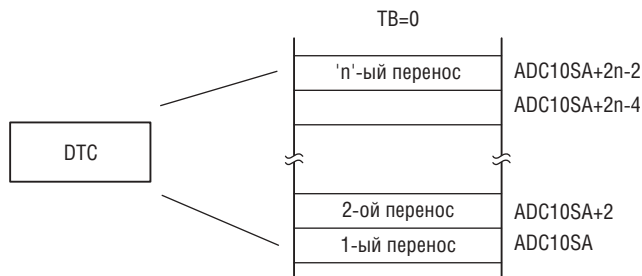 TB=0
'n'-ый перенос ADC10SA+2n-2
ADC10SA+2n-4
DTC
2-ой перенос ADC10SA+2
1-ый перенос ADC10SA